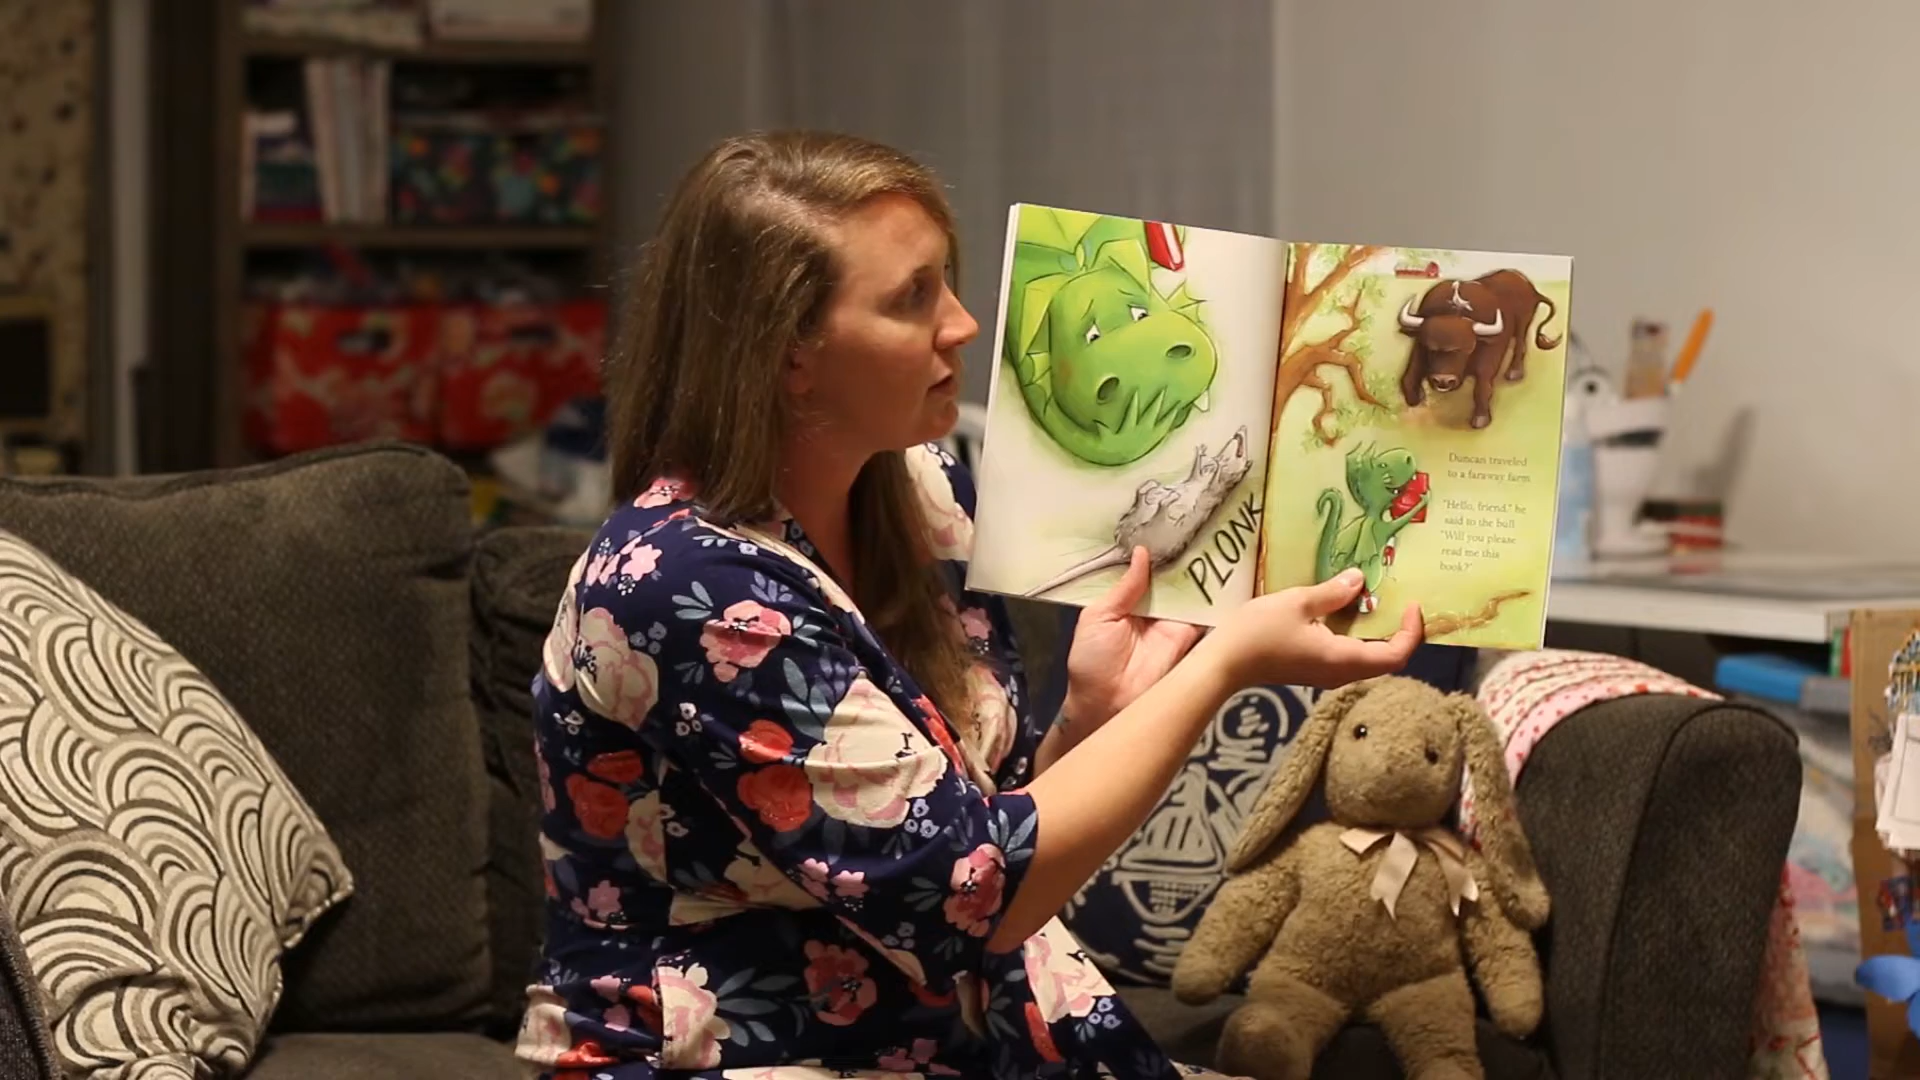 PLONK
Duncan traveled
to a faraway farm
"Hello, friend," he
said to the bull
"Will you please
read me this
book?"